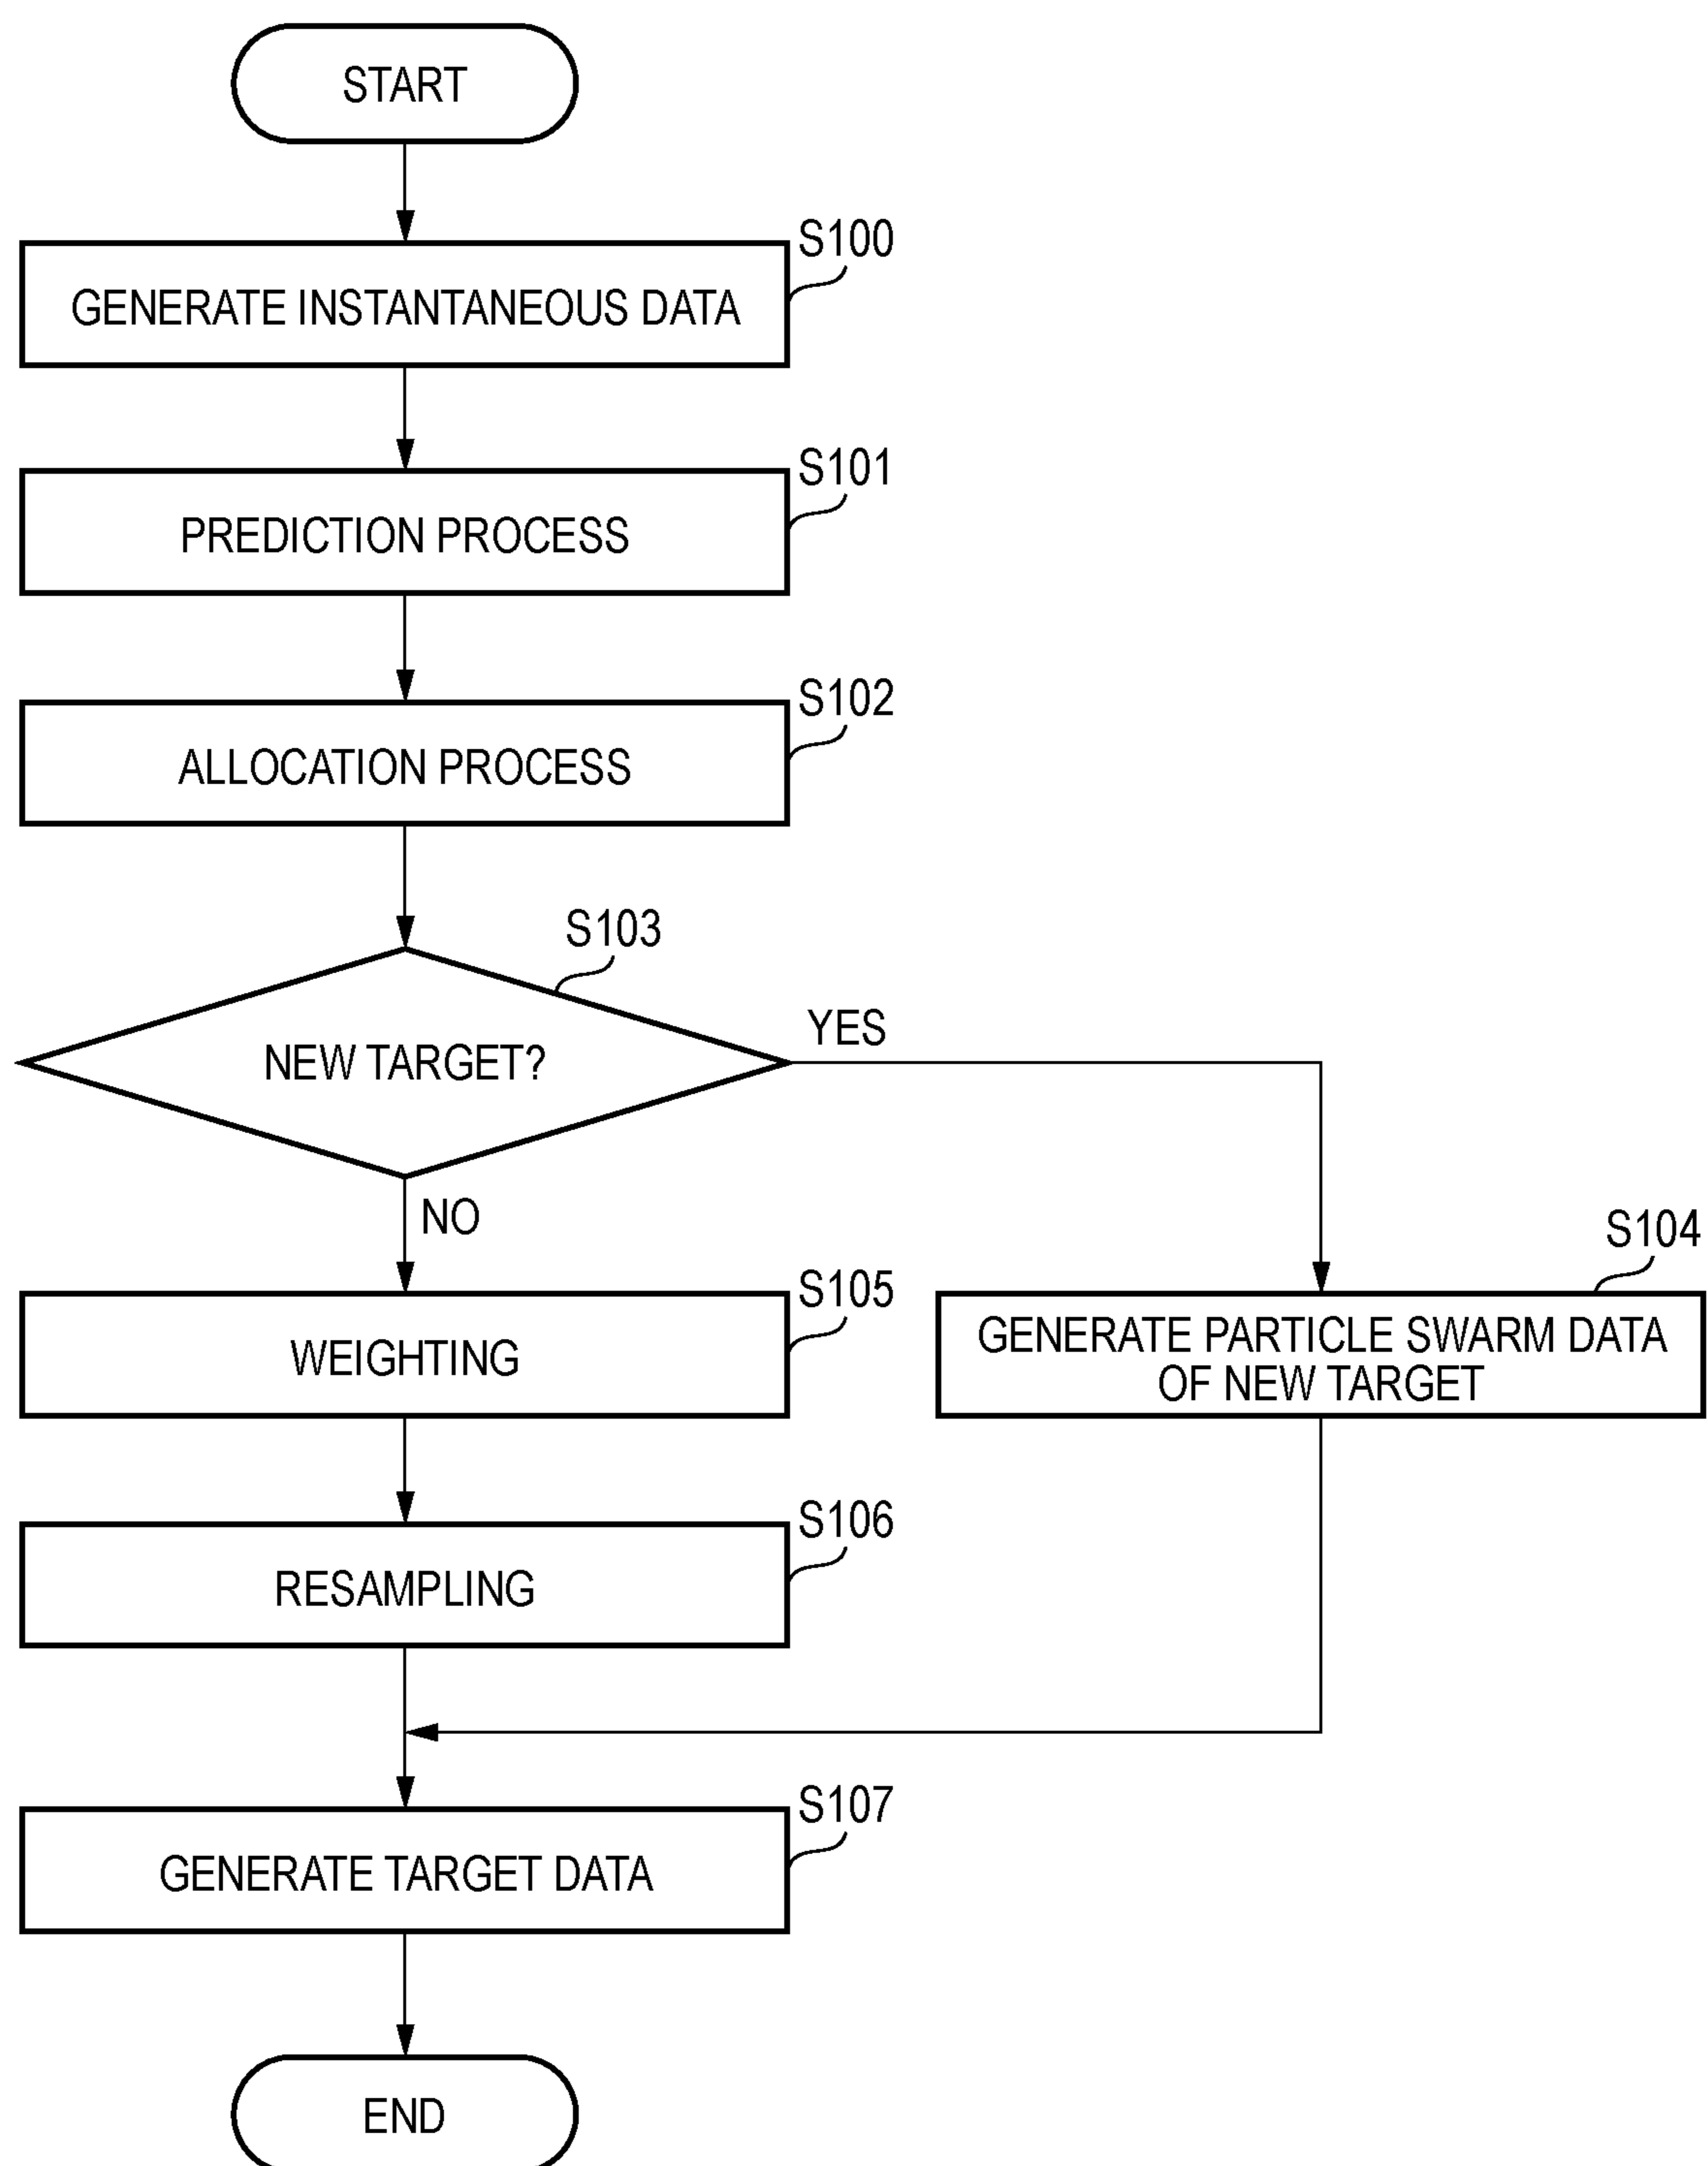 START
S100
GENERATE INSTANTANEOUS DATA
S101
PREDICTION PROCESS
S102
ALLOCATION PROCESS
S103
NEW TARGET?
YES
NO
S104
GENERATE PARTICLE SWARM DATA
OF NEW TARGET
S105
WEIGHTING
S106
RESAMPLING
S107
GENERATE TARGET DATA
END